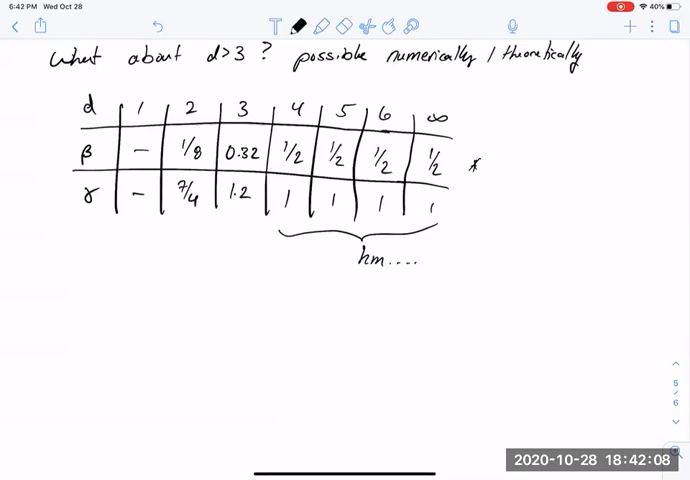 6:42 PM Wed Oct 28
40%
What about d>3 ? possible numerically / theoretically
d | 1 | 2 | 3 | 4 | 5 | 6 | ∞
β | – | 1/8 | 0.32 | 1/2 | 1/2 | 1/2 | 1/2 *
γ | – | 7/4 | 1.2 | 1 | 1 | 1 | 1
hm....
5
/
6
2020-10-28 18:42:08